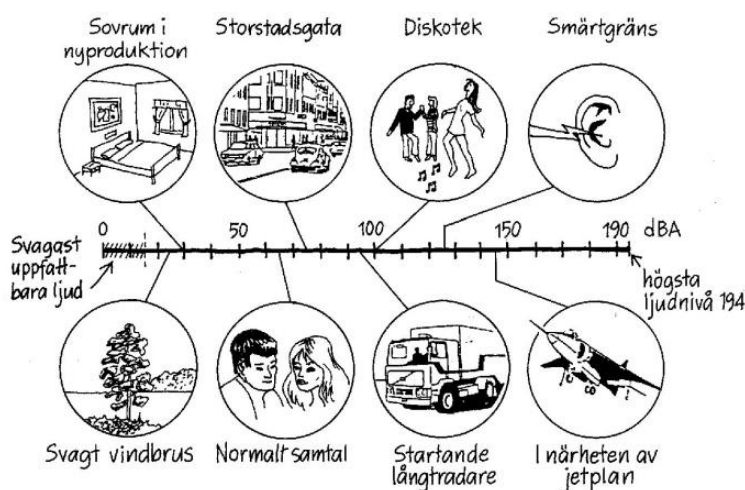 Sovrum i
nyproduktion
Storstadsgata
Diskotek
Smärtgräns
0 50 100 150 190 dBA
Svagast
uppfatt-
bara ljud
högsta
ljudnivå 194
Svagt vindbrus
Normalt samtal
Startande
långtradare
I närheten av
jetplan